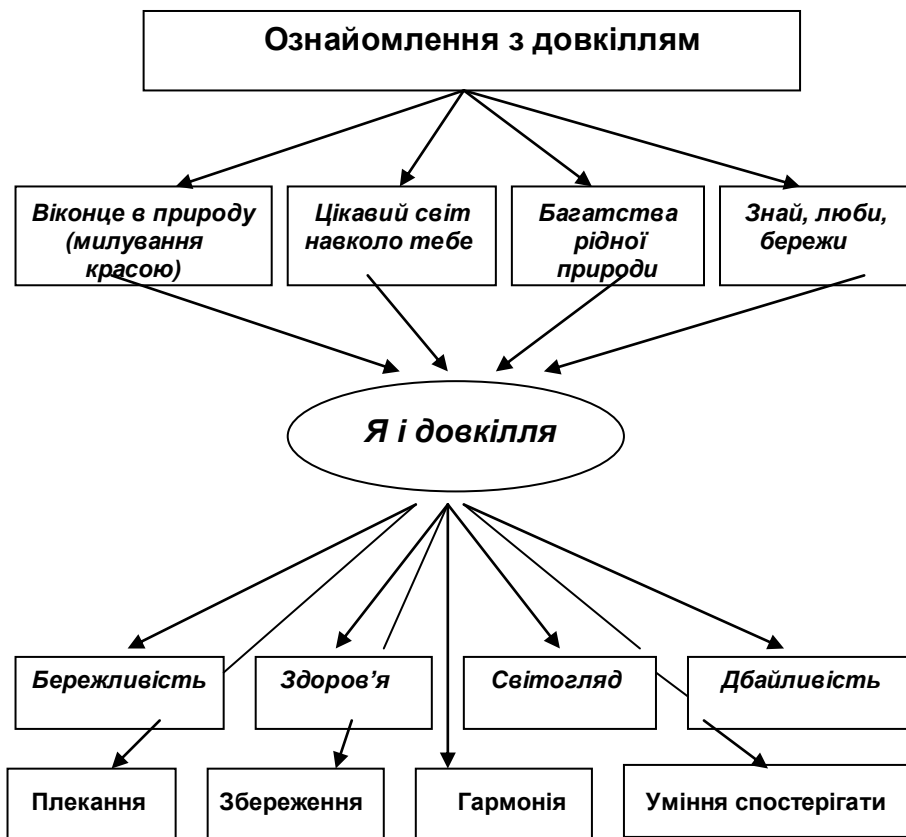 Ознайомлення з довкіллям
Віконце в природу
(милування
красою)
Цікавий світ
навколо тебе
Багатства
рідної
природи
Знай, люби,
бережи
Я і довкілля
Бережливість
Здоров’я
Світогляд
Дбайливість
Плекання
Збереження
Гармонія
Уміння спостерігати